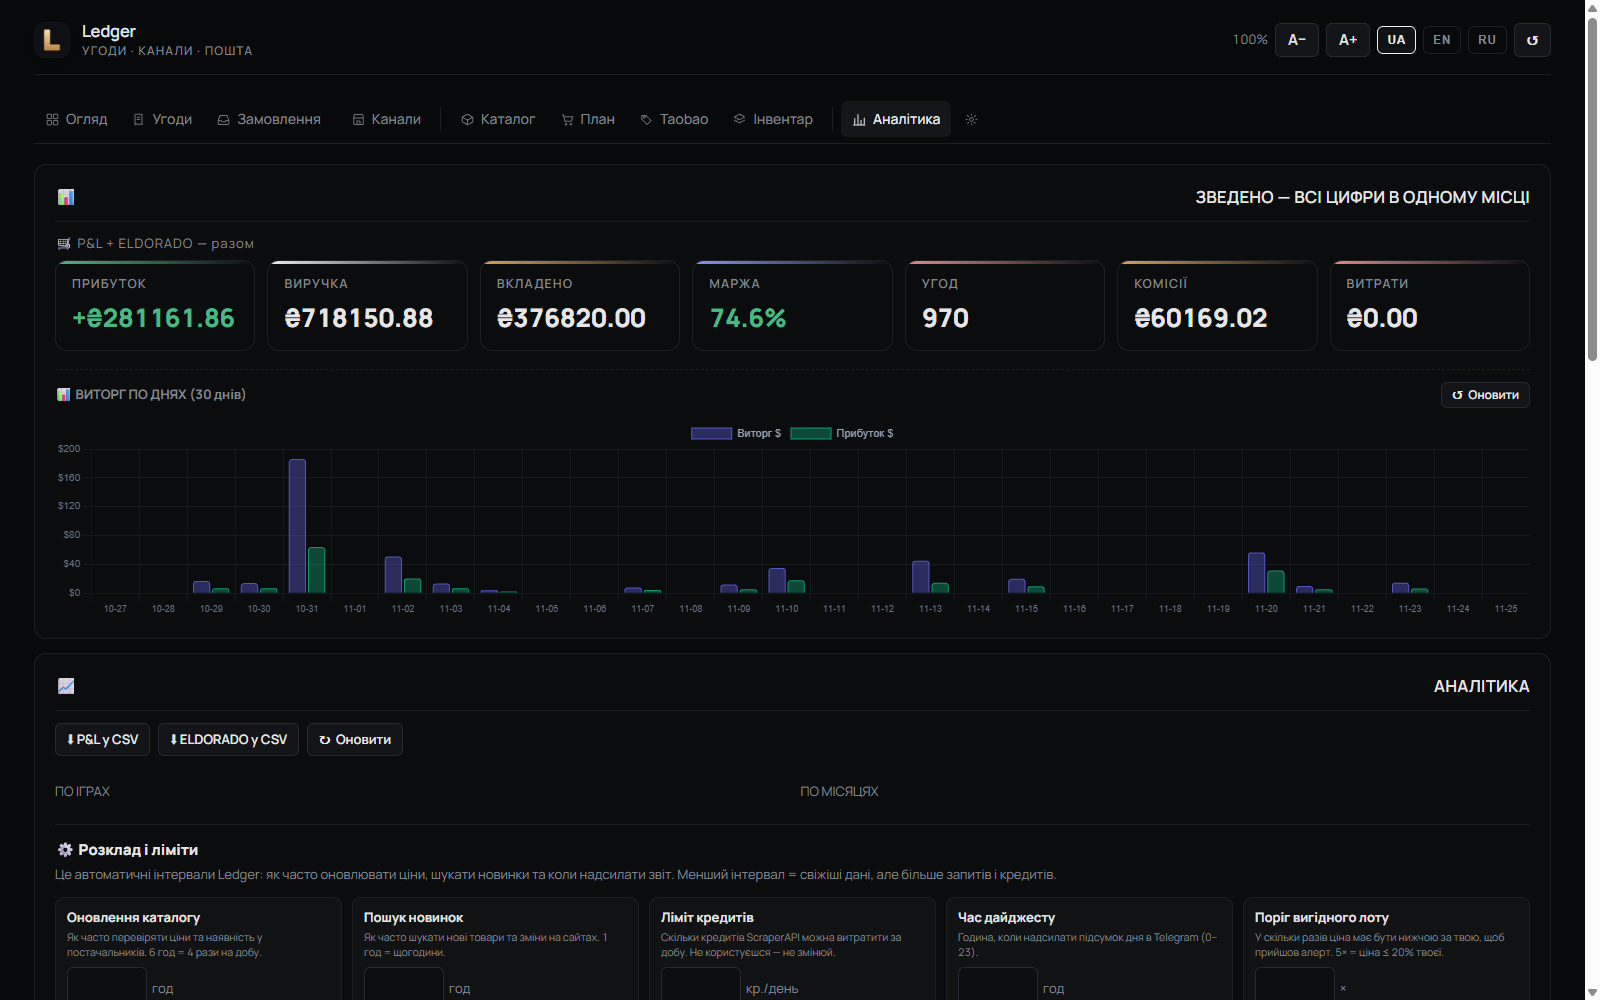 Ledger
УГОДИ · КАНАЛИ · ПОШТА
100% A− A+ UA EN RU ↺
Огляд Угоди Замовлення Канали Каталог План Taobao Інвентар Аналітика
ЗВЕДЕНО — ВСІ ЦИФРИ В ОДНОМУ МІСЦІ
P&L + ELDORADO — разом
ПРИБУТОК ВИРУЧКА ВКЛАДЕНО МАРЖА УГОД КОМІСІЇ ВИТРАТИ
+₴281161.86 ₴718150.88 ₴376820.00 74.6% 970 ₴60169.02 ₴0.00
ВИТОРГ ПО ДНЯХ (30 днів) ↺ Оновити
Виторг $ Прибуток $
$200
$160
$120
$80
$40
$0
10-27 10-28 10-29 10-30 10-31 11-01 11-02 11-03 11-04 11-05 11-06 11-07 11-08 11-09 11-10 11-11 11-12 11-13 11-14 11-15 11-16 11-17 11-18 11-19 11-20 11-21 11-22 11-23 11-24 11-25
АНАЛІТИКА
⬇ P&L у CSV ⬇ ELDORADO у CSV ↻ Оновити
ПО ІГРАХ ПО МІСЯЦЯХ
Розклад і ліміти
Це автоматичні інтервали Ledger: як часто оновлювати ціни, шукати новинки та коли надсилати звіт. Менший інтервал = свіжіші дані, але більше запитів і кредитів.
Оновлення каталогу
Як часто перевіряти ціни та наявність у
постачальників. 6 год = 4 рази на добу.
год
Пошук новинок
Як часто шукати нові товари та зміни на сайтах. 1
год = щогодини.
год
Ліміт кредитів
Скільки кредитів ScraperAPI можна витратити за
добу. Не користуєшся — не змінюй.
кр./день
Час дайджесту
Година, коли надсилати підсумок дня в Telegram (0–
23).
год
Поріг вигідного лоту
У скільки разів ціна має бути нижчою за твою, щоб
прийшов алерт. 5× = ціна ≤ 20% твоєї.
×